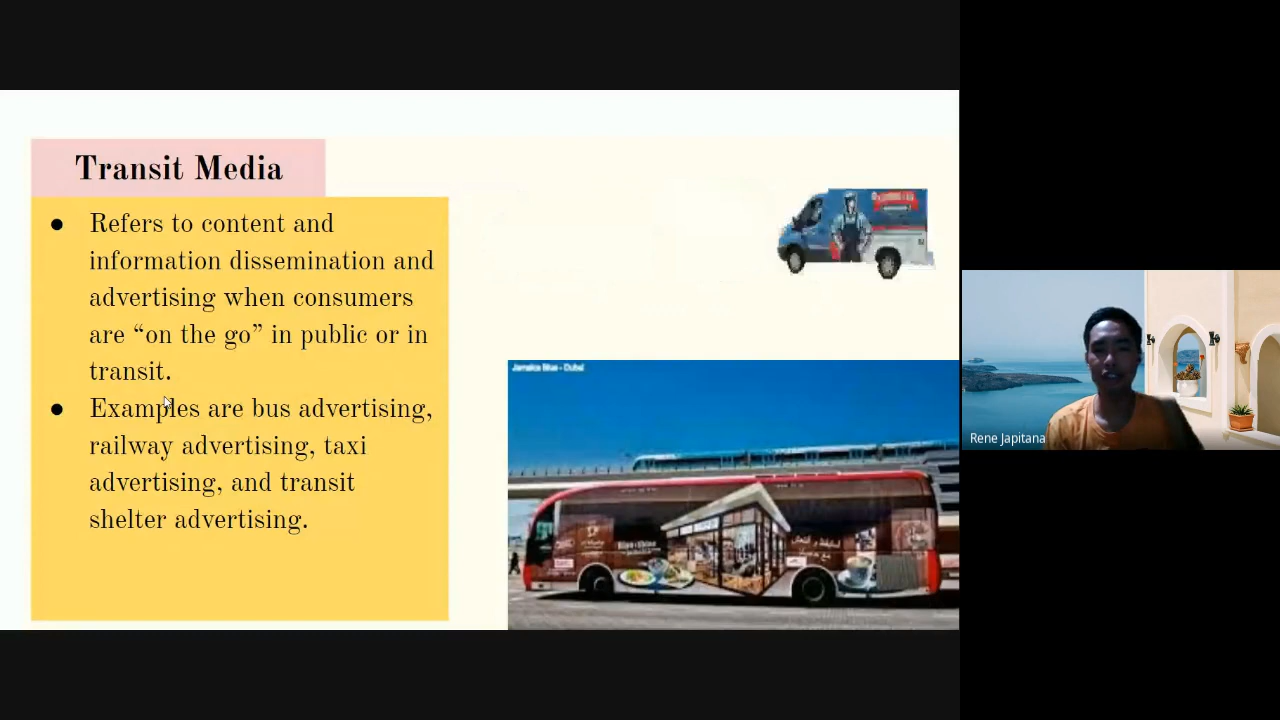 Transit Media
● Refers to content and
information dissemination and
advertising when consumers
are “on the go” in public or in
transit.
● Examples are bus advertising,
railway advertising, taxi
advertising, and transit
shelter advertising.
Jamaica Blue - Dubai
Rene Japitana